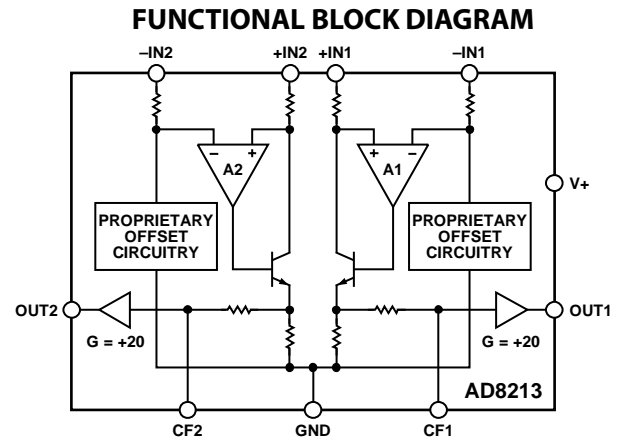 FUNCTIONAL BLOCK DIAGRAM
–IN2 +IN2 +IN1 –IN1
– + + –
A2 A1
V+
PROPRIETARY OFFSET CIRCUITRY
PROPRIETARY OFFSET CIRCUITRY
OUT2 OUT1
G = +20 G = +20
AD8213
CF2 GND CF1